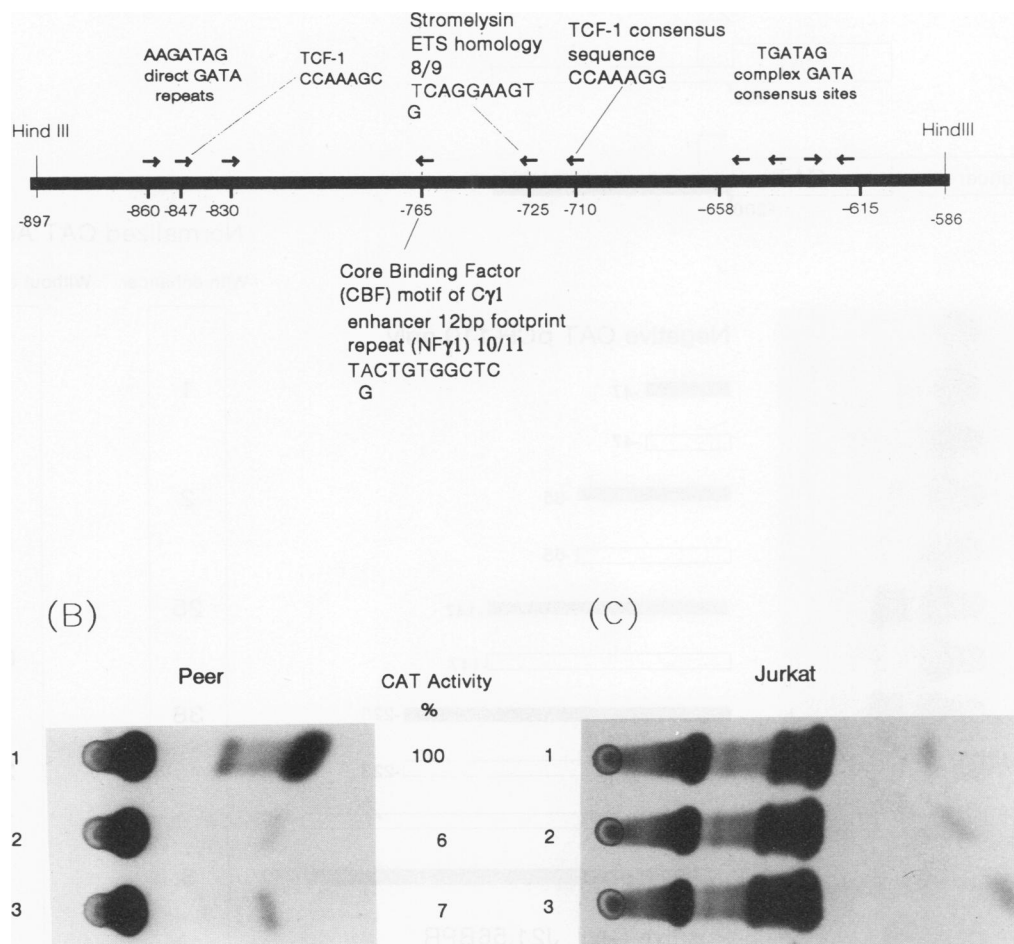 AAGATAG
direct GATA
repeats
TCF-1
CCAAAGC
Stromelysin
ETS homology
8/9
TCAGGAAGT
G
TCF-1 consensus
sequence
CCAAAGG
TGATAG
complex GATA
consensus sites
Hind III
HindIII
-897
-860
-847
-830
-765
-725
-710
-658
-615
-586
Core Binding Factor
(CBF) motif of Cγ1
enhancer 12bp footprint
repeat (NFγ1) 10/11
TACTGTGGCTC
G
(B)
(C)
Peer
CAT Activity
%
Jurkat
1
100
1
2
6
2
3
7
3